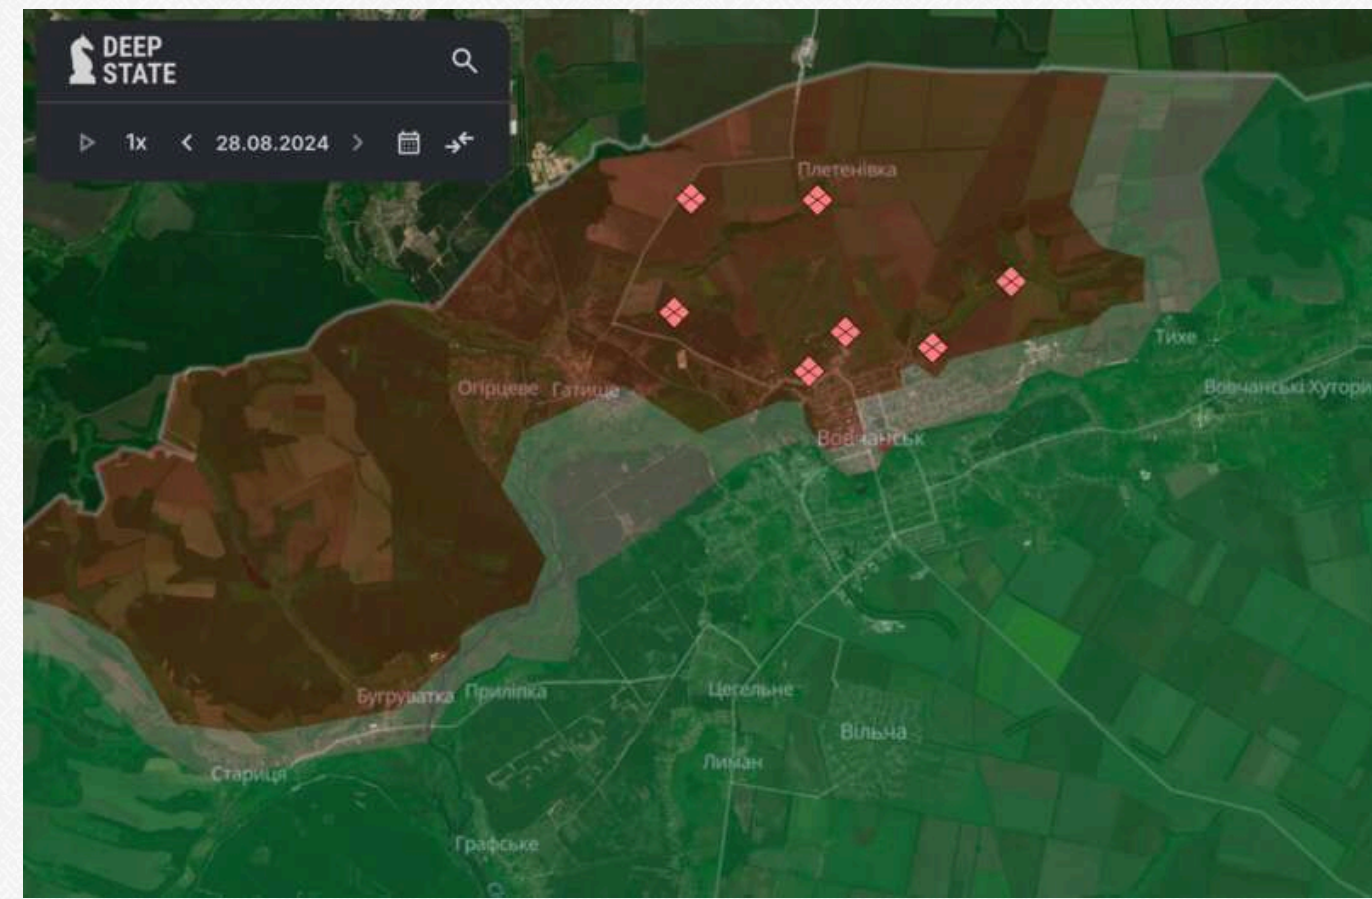 DEEP
STATE
1x
28.08.2024
Плетенівка
Тихе
Огірцеве
Гатище
Вовчанські Хутори
Вовчанськ
Бугруватка
Приліпка
Цегельне
Вільча
Лиман
Стариця
Графське